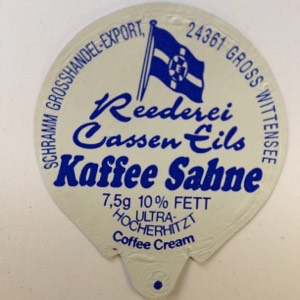 SCHRAMM GROSSHANDEL-EXPORT, 24361 GROSS WITTENSEE
Reederei
Cassen Eils
Kaffee Sahne
7,5g 10% FETT
ULTRA-
HOCHERHITZT
Coffee Cream